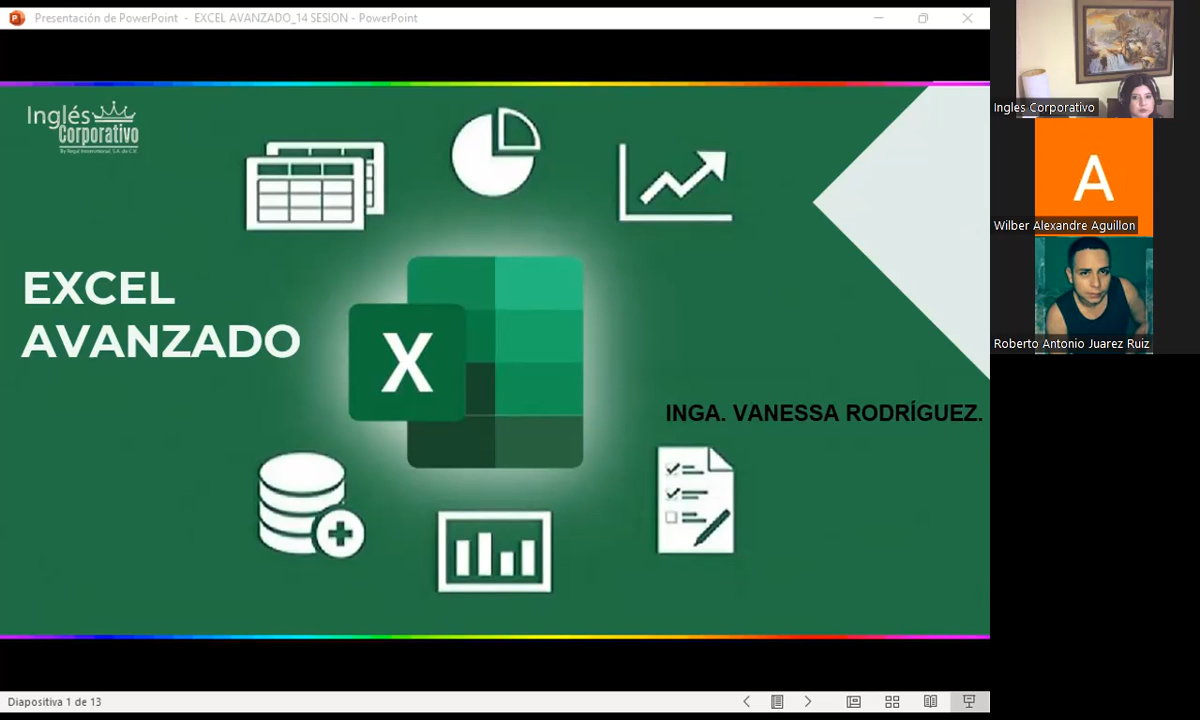 Presentación de PowerPoint - EXCEL AVANZADO_14 SESION - PowerPoint
Inglés
Corporativo
EXCEL
AVANZADO
X
INGA. VANESSA RODRÍGUEZ.
Diapositiva 1 de 13
Ingles Corporativo
A
Wilber Alexandre Aguillon
Roberto Antonio Juarez Ruiz